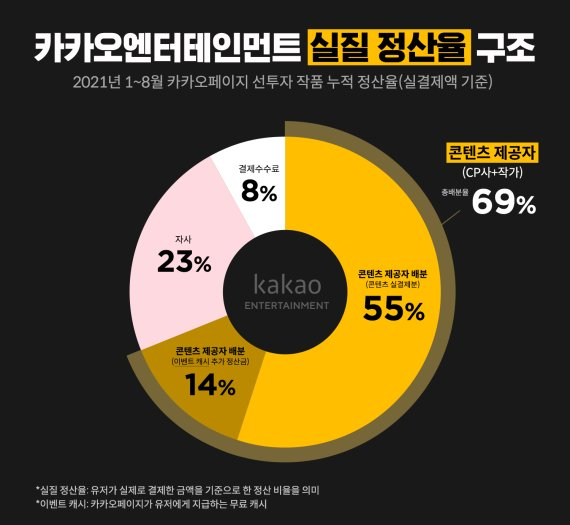 카카오엔터테인먼트 실질 정산율 구조
2021년 1~8월 카카오페이지 선투자 작품 누적 정산율(실결제액 기준)
콘텐츠 제공자
(CP사+작가)
총배분율 69%
결제수수료
8%
자사
23%
콘텐츠 제공자 배분
(콘텐츠 실결제분)
55%
kakao
ENTERTAINMENT
콘텐츠 제공자 배분
(이벤트 캐시 추가 정산금)
14%
*실질 정산율: 유저가 실제로 결제한 금액을 기준으로 한 정산 비율을 의미
*이벤트 캐시: 카카오페이지가 유저에게 지급하는 무료 캐시